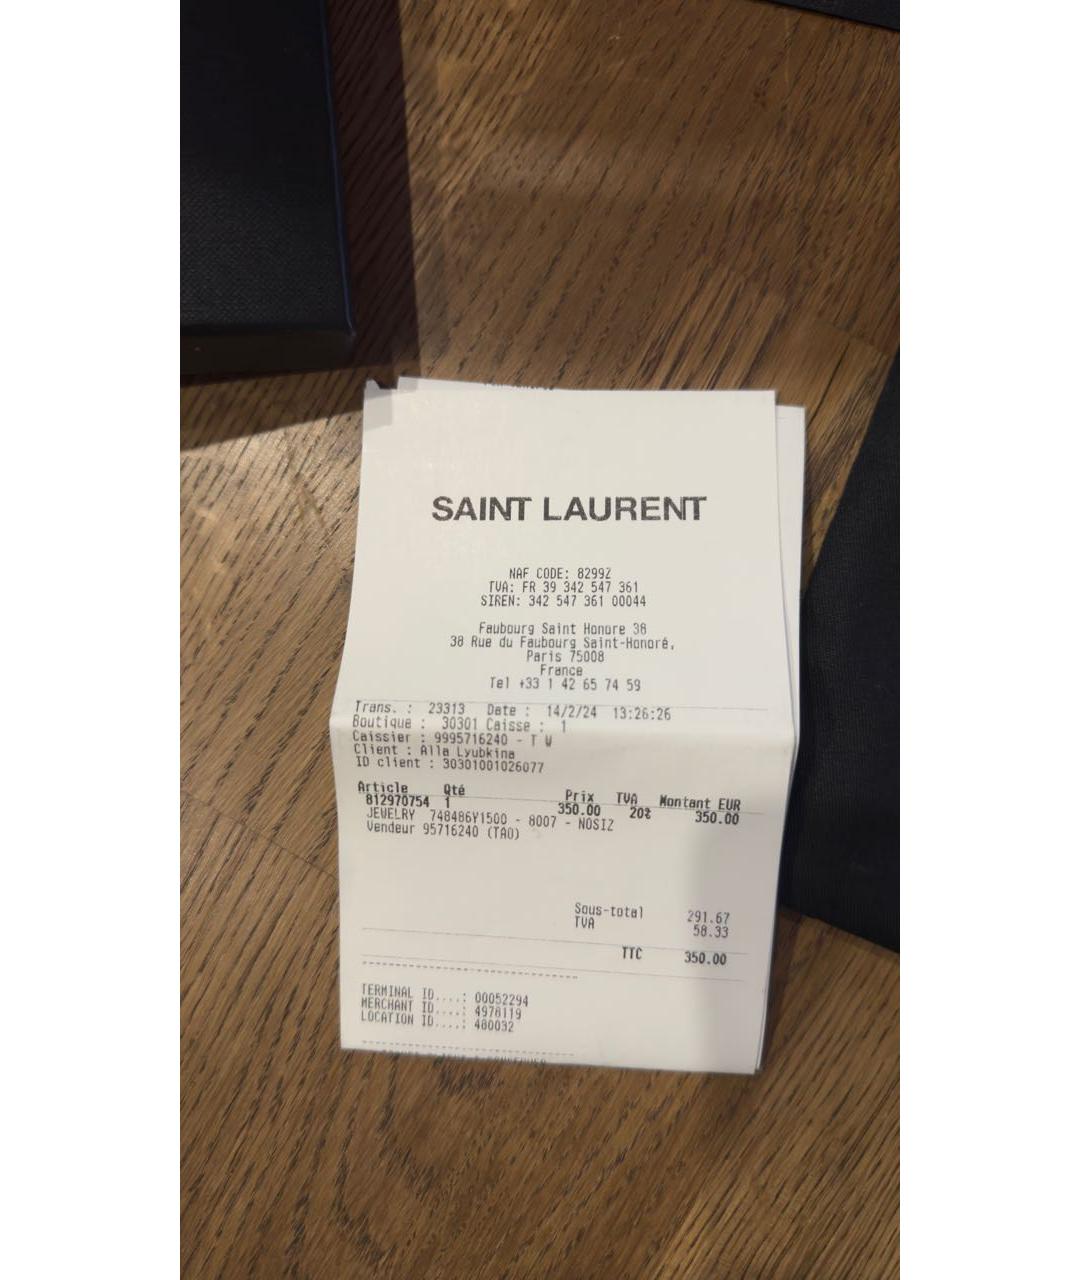 SAINT LAURENT
NAF CODE: 8299Z
TVA: FR 39 342 547 361
SIREN: 342 547 361 00044
Faubourg Saint Honore 38
38 Rue du Faubourg Saint-Honoré,
Paris 75008
France
Tel +33 1 42 65 74 59
Trans. : 23313 Date : 14/2/24 13:26:26
Boutique : 30301 Caisse : 1
Caissier : 9995716240 - T W
Client : Alla Lyubkina
ID client : 30301001026077
Article Qté Prix TVA Montant EUR
812970754 1 350.00 20% 350.00
JEWELRY 748486Y1500 - 8007 - NOSIZ
Vendeur 95716240 (TAO)
Sous-total 291.67
TVA 58.33
TTC 350.00
TERMINAL ID....: 00052294
MERCHANT ID....: 4978119
LOCATION ID....: 480032